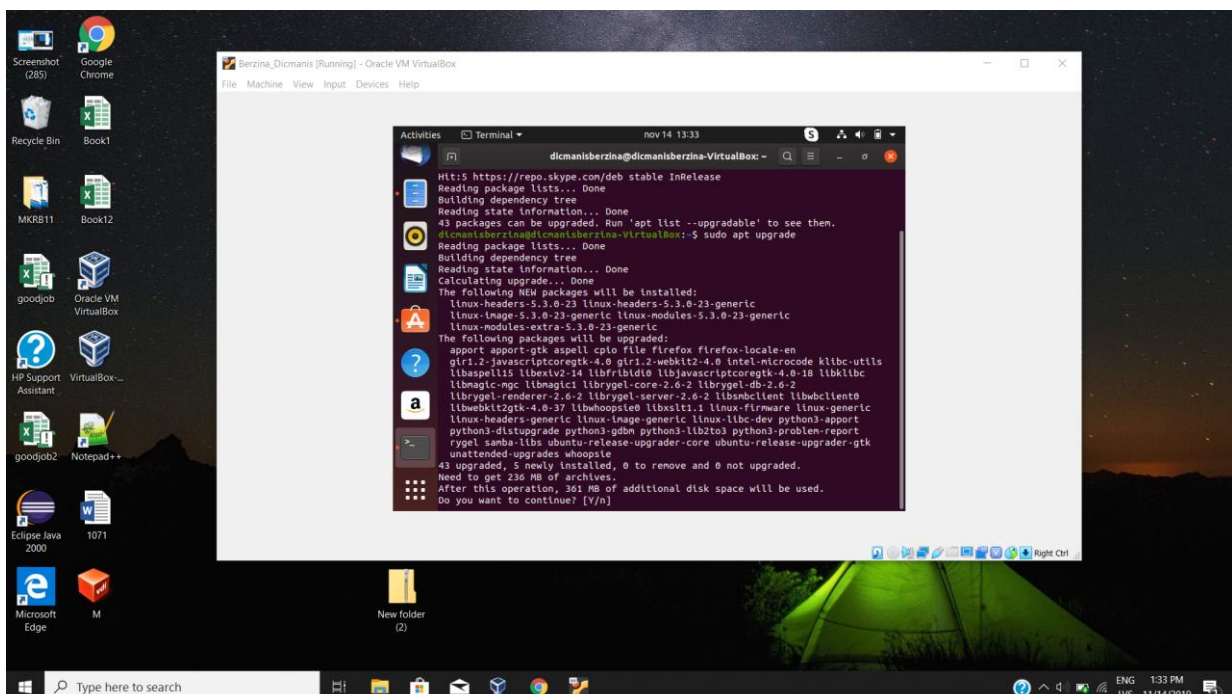 Screenshot
(285)
Google
Chrome
Recycle Bin
Book1
MKRB11
Book12
goodjob
Oracle VM
VirtualBox
HP Support
Assistant
VirtualBox-...
goodjob2
Notepad++
Eclipse Java
2000
1071
Microsoft
Edge
M
New folder
(2)
Berzina_Dicmanis [Running] - Oracle VM VirtualBox
File Machine View Input Devices Help
Activities Terminal nov 14 13:33
dicmanisberzina@dicmanisberzina-VirtualBox: ~
Hit:5 https://repo.skype.com/deb stable InRelease
Reading package lists... Done
Building dependency tree
Reading state information... Done
43 packages can be upgraded. Run 'apt list --upgradable' to see them.
dicmanisberzina@dicmanisberzina-VirtualBox:~$ sudo apt upgrade
Reading package lists... Done
Building dependency tree
Reading state information... Done
Calculating upgrade... Done
The following NEW packages will be installed:
linux-headers-5.3.0-23 linux-headers-5.3.0-23-generic
linux-image-5.3.0-23-generic linux-modules-5.3.0-23-generic
linux-modules-extra-5.3.0-23-generic
The following packages will be upgraded:
apport apport-gtk aspell cpio file firefox firefox-locale-en
gir1.2-javascriptcoregtk-4.0 gir1.2-webkit2-4.0 intel-microcode klibc-utils
libaspell15 libexiv2-14 libfribidi0 libjavascriptcoregtk-4.0-18 libklibc
libmagic-mgc libmagic1 librygel-core-2.6-2 librygel-db-2.6-2
librygel-renderer-2.6-2 librygel-server-2.6-2 libsmbclient libwbclient0
libwebkit2gtk-4.0-37 libwhoopsie0 libxslt1.1 linux-firmware linux-generic
linux-headers-generic linux-image-generic linux-libc-dev python3-apport
python3-distupgrade python3-gdbm python3-lib2to3 python3-problem-report
rygel samba-libs ubuntu-release-upgrader-core ubuntu-release-upgrader-gtk
unattended-upgrades whoopsie
43 upgraded, 5 newly installed, 0 to remove and 0 not upgraded.
Need to get 236 MB of archives.
After this operation, 361 MB of additional disk space will be used.
Do you want to continue? [Y/n]
Right Ctrl
Type here to search
ENG 1:33 PM
11/14/2019